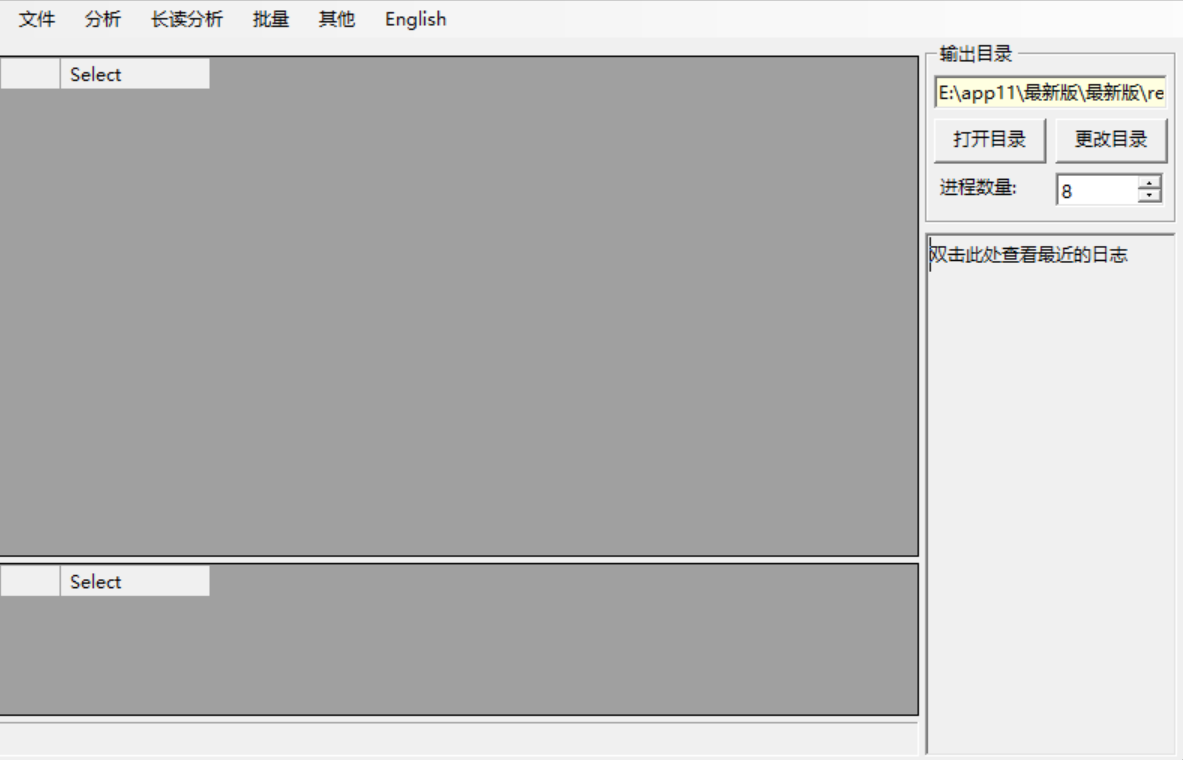 文件 分析 长读分析 批量 其他 English
Select
输出目录
E:\app11\最新版\最新版\re
打开目录 更改目录
进程数量: 8
双击此处查看最近的日志
Select